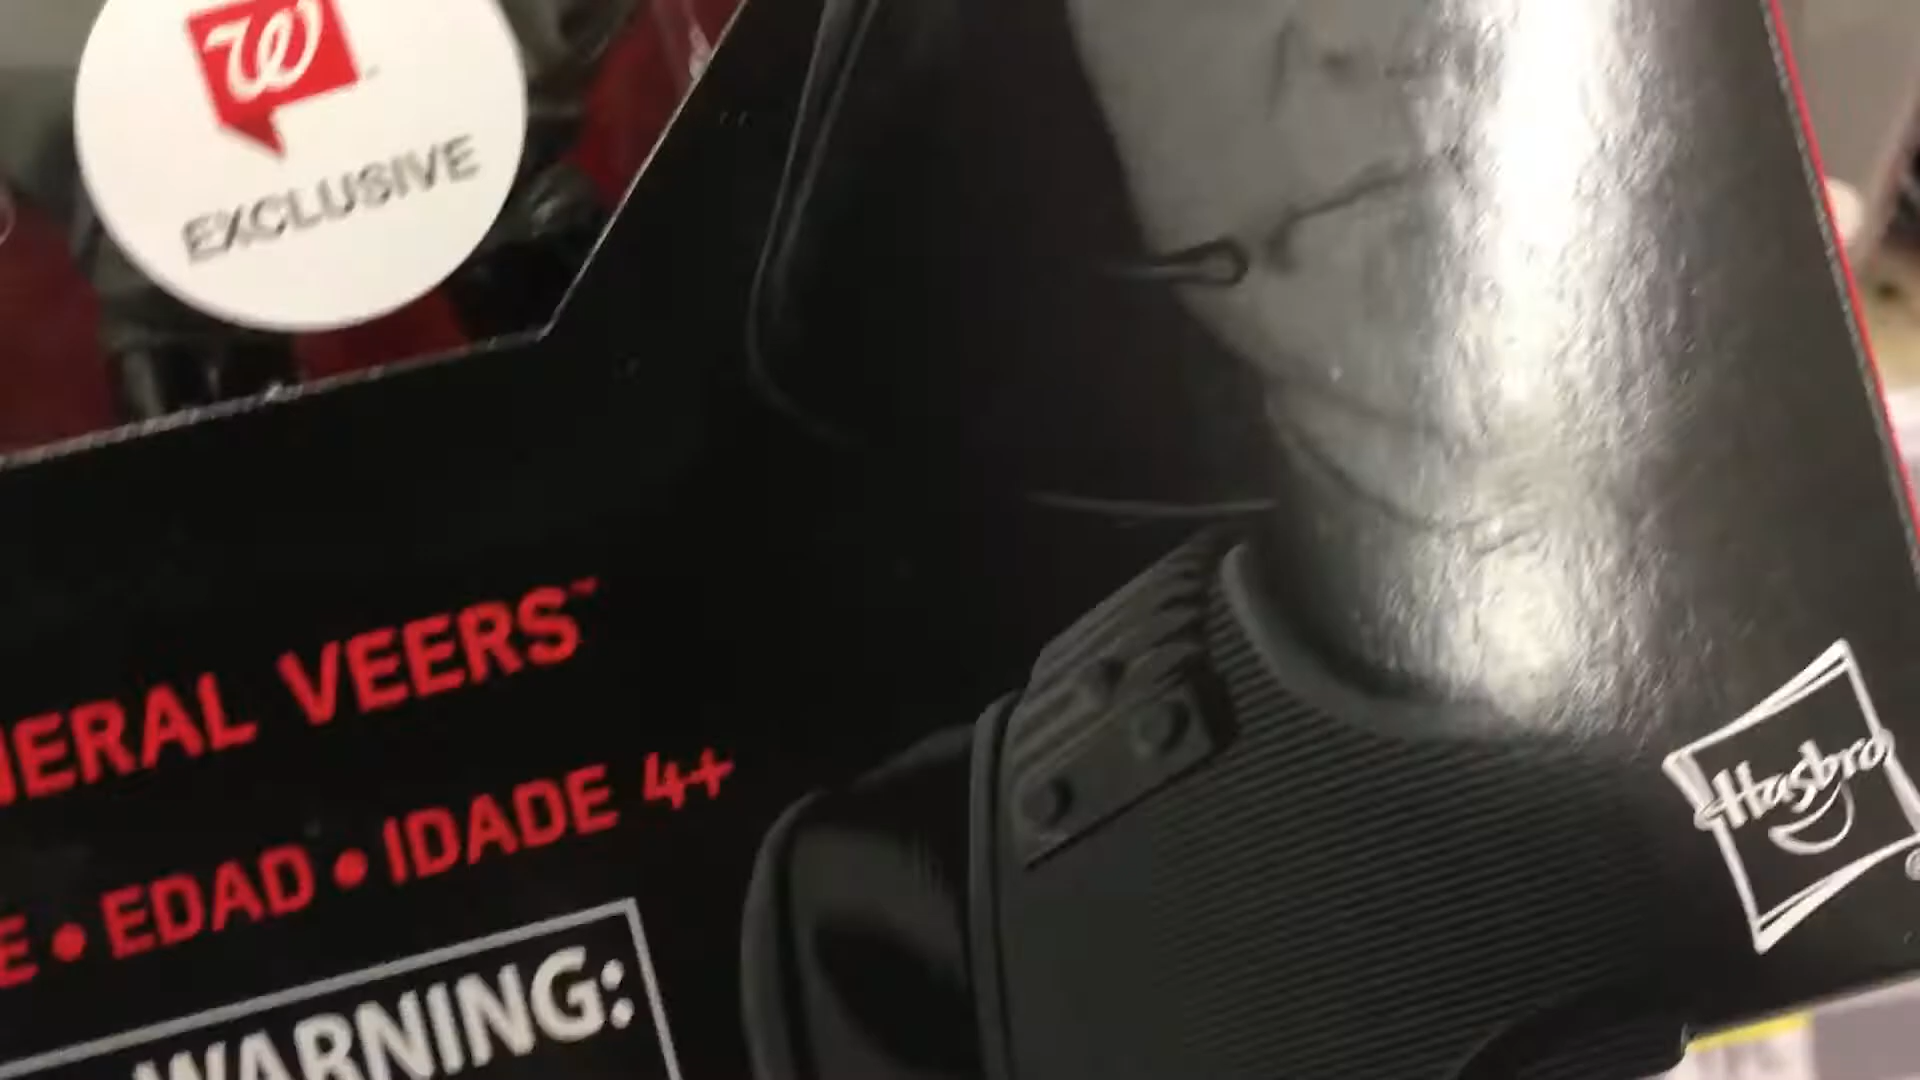 W
EXCLUSIVE
NERAL VEERS™
E • EDAD • IDADE 4+
WARNING:
Hasbro